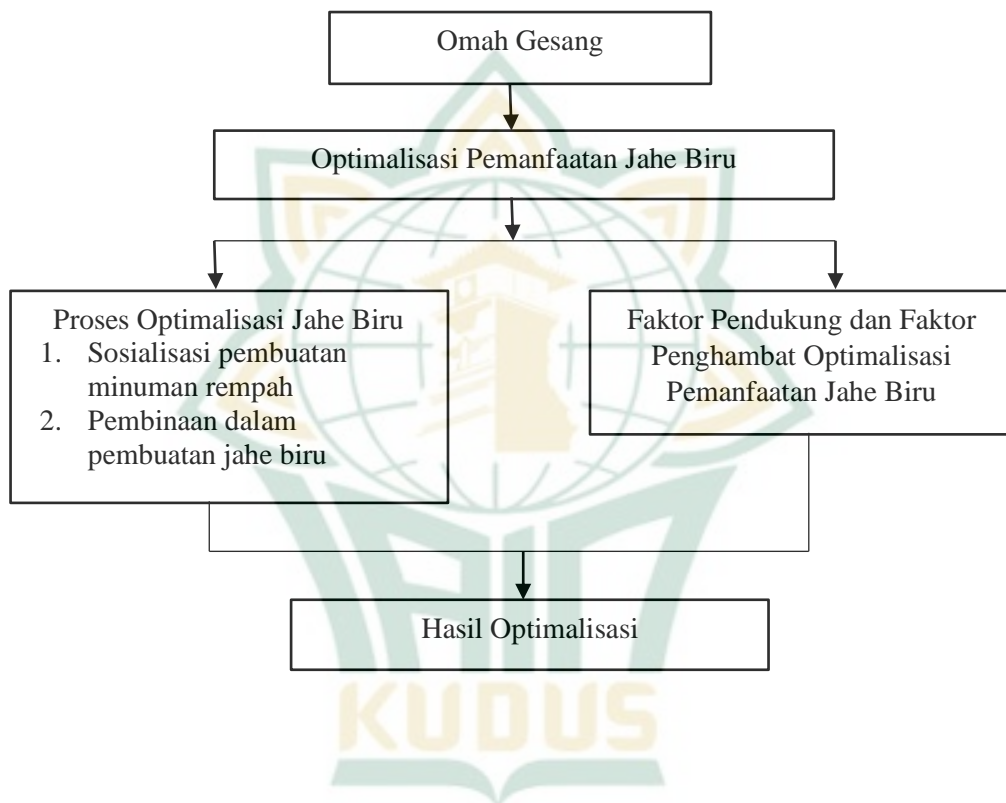 Omah Gesang
Optimalisasi Pemanfaatan Jahe Biru
Proses Optimalisasi Jahe Biru
1. Sosialisasi pembuatan
minuman rempah
2. Pembinaan dalam
pembuatan jahe biru
Faktor Pendukung dan Faktor
Penghambat Optimalisasi
Pemanfaatan Jahe Biru
Hasil Optimalisasi
IAIN
KUDUS